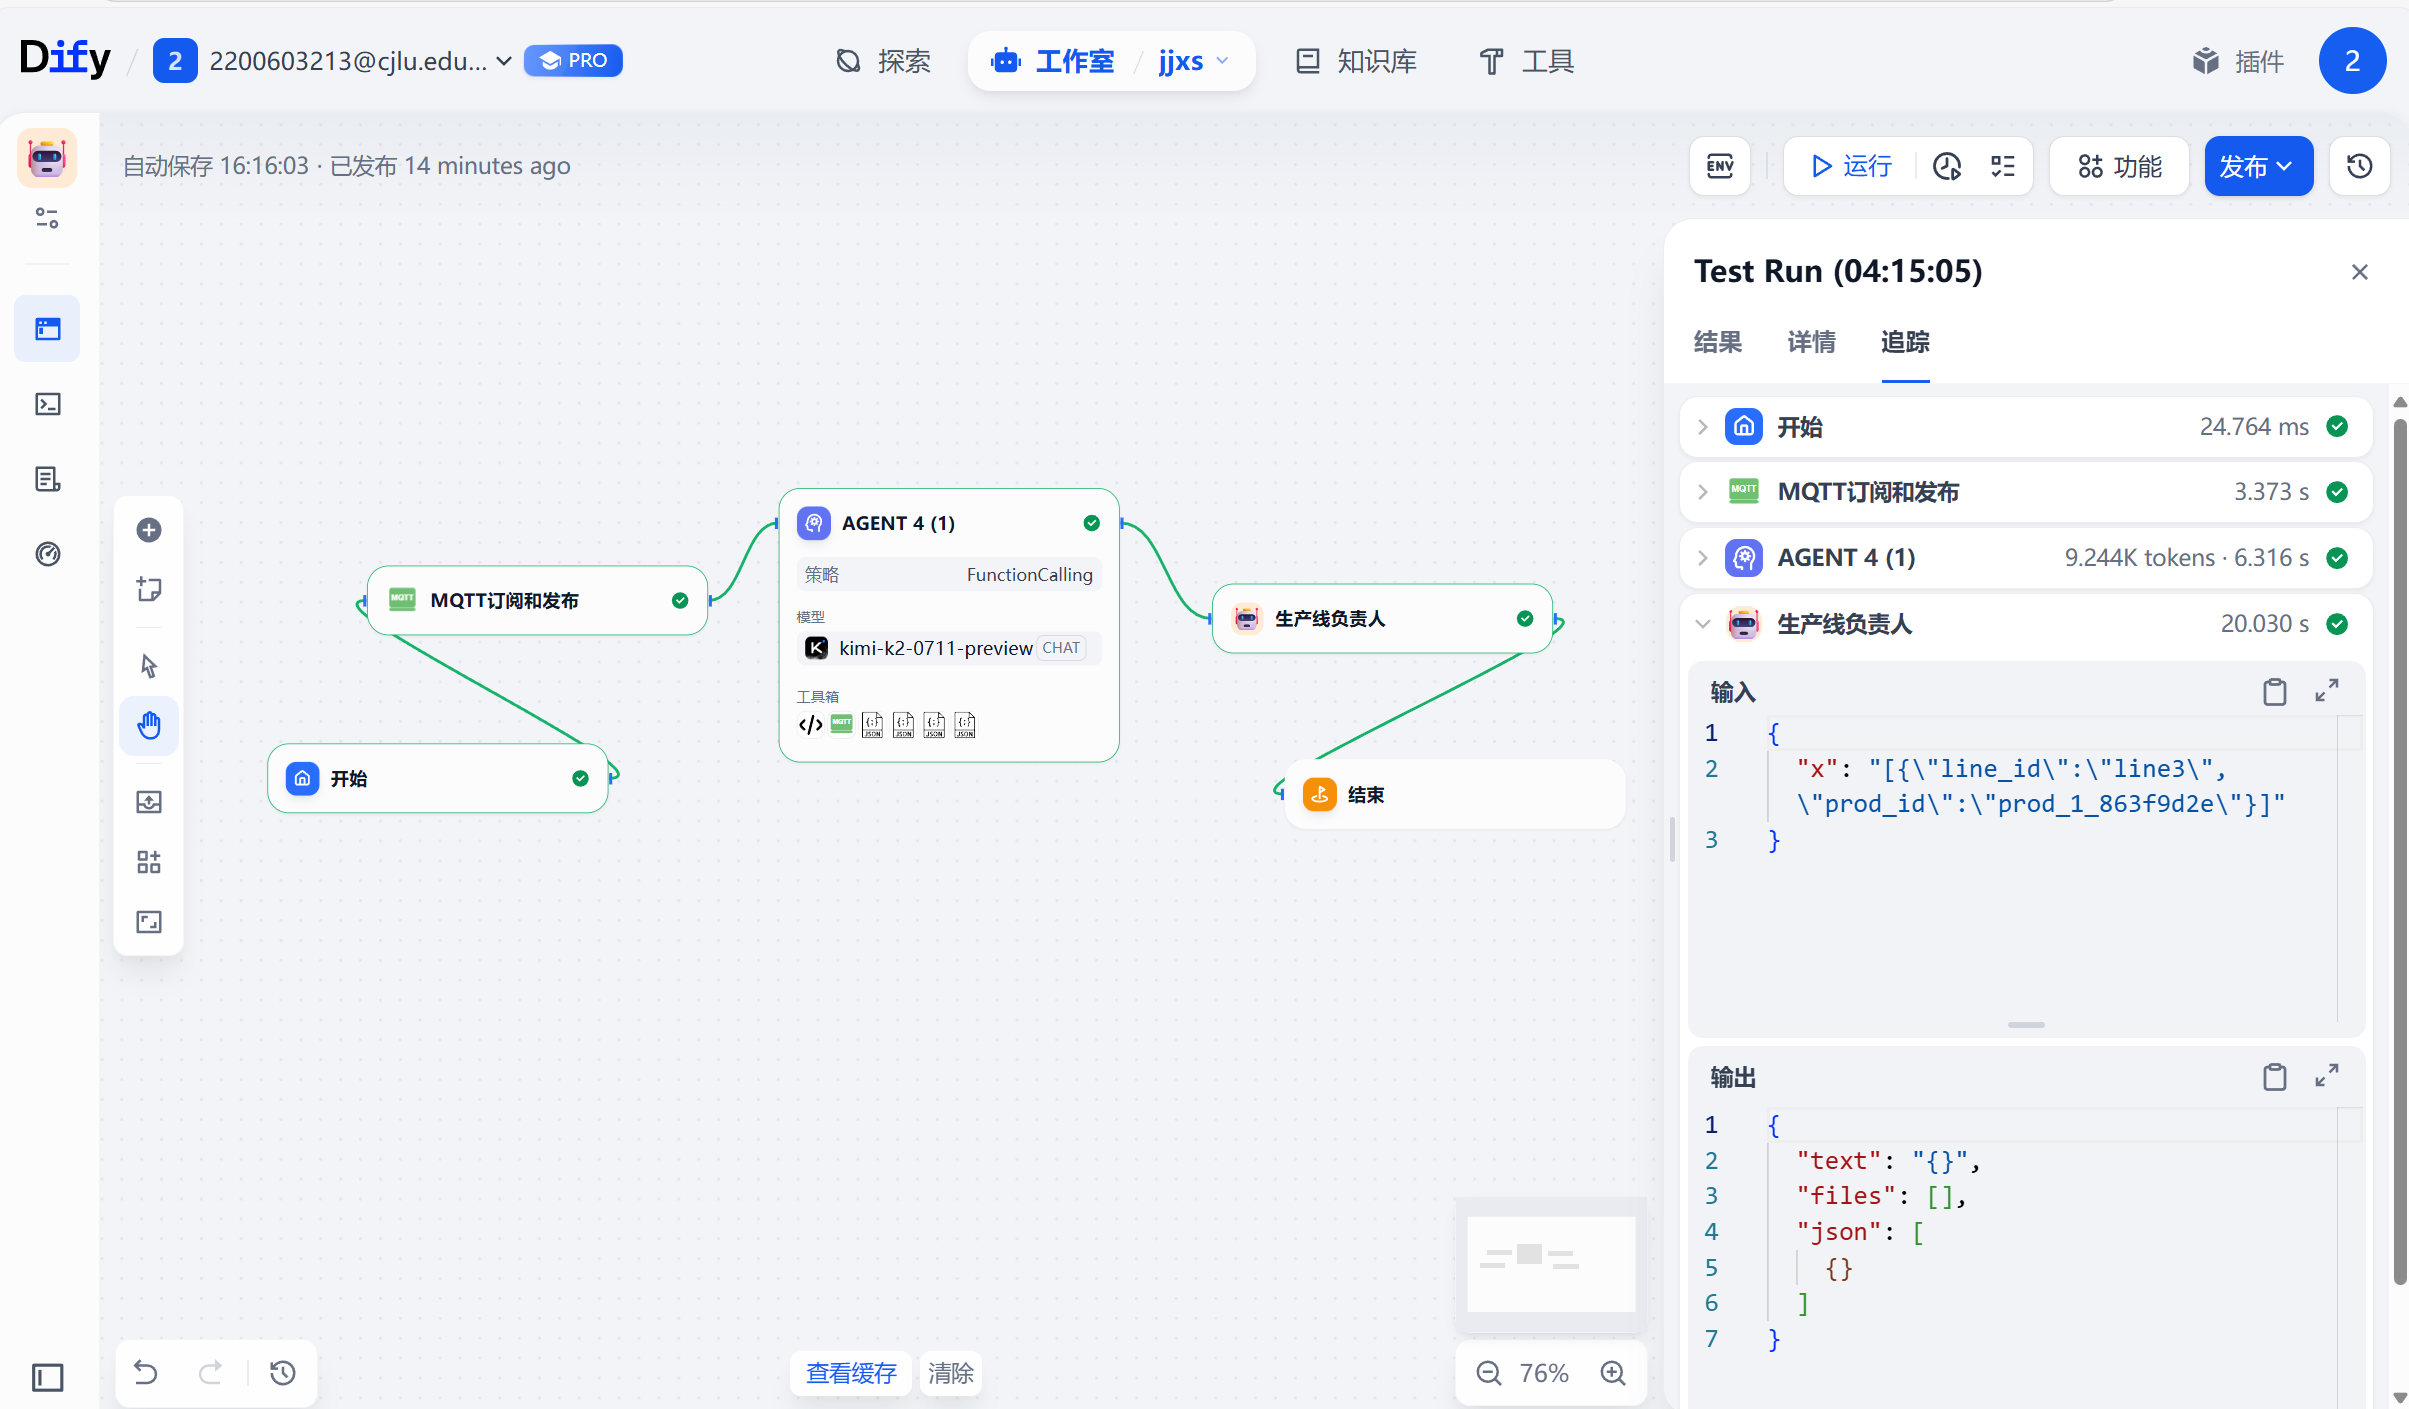 Dify / 2 2200603213@cjlu.edu... PRO
探索
工作室 / jjxs
知识库
工具
插件
2
自动保存 16:16:03 · 已发布 14 minutes ago
ENV
运行
功能
发布
Test Run (04:15:05)
结果 详情 追踪
开始 24.764 ms
MQTT MQTT订阅和发布 3.373 s
AGENT 4 (1) 9.244K tokens · 6.316 s
生产线负责人 20.030 s
输入
1 {
2 "x": "[{\"line_id\":\"line3\",
\"prod_id\":\"prod_1_863f9d2e\"}]"
3 }
输出
1 {
2 "text": "{}",
3 "files": [],
4 "json": [
5 {}
6 ]
7 }
AGENT 4 (1)
策略 FunctionCalling
模型
K kimi-k2-0711-preview CHAT
工具箱
</> MQTT JSON JSON JSON JSON
MQTT MQTT订阅和发布
生产线负责人
开始
结束
查看缓存 清除
76%